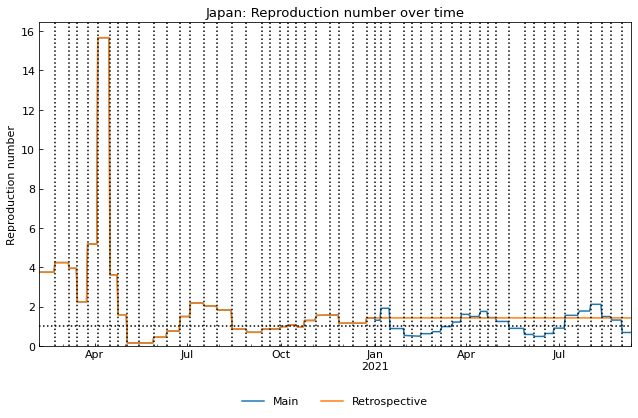 Japan: Reproduction number over time
Reproduction number
16
14
12
10
8
6
4
2
0
Apr
Jul
Oct
Jan
2021
Apr
Jul
Main
Retrospective